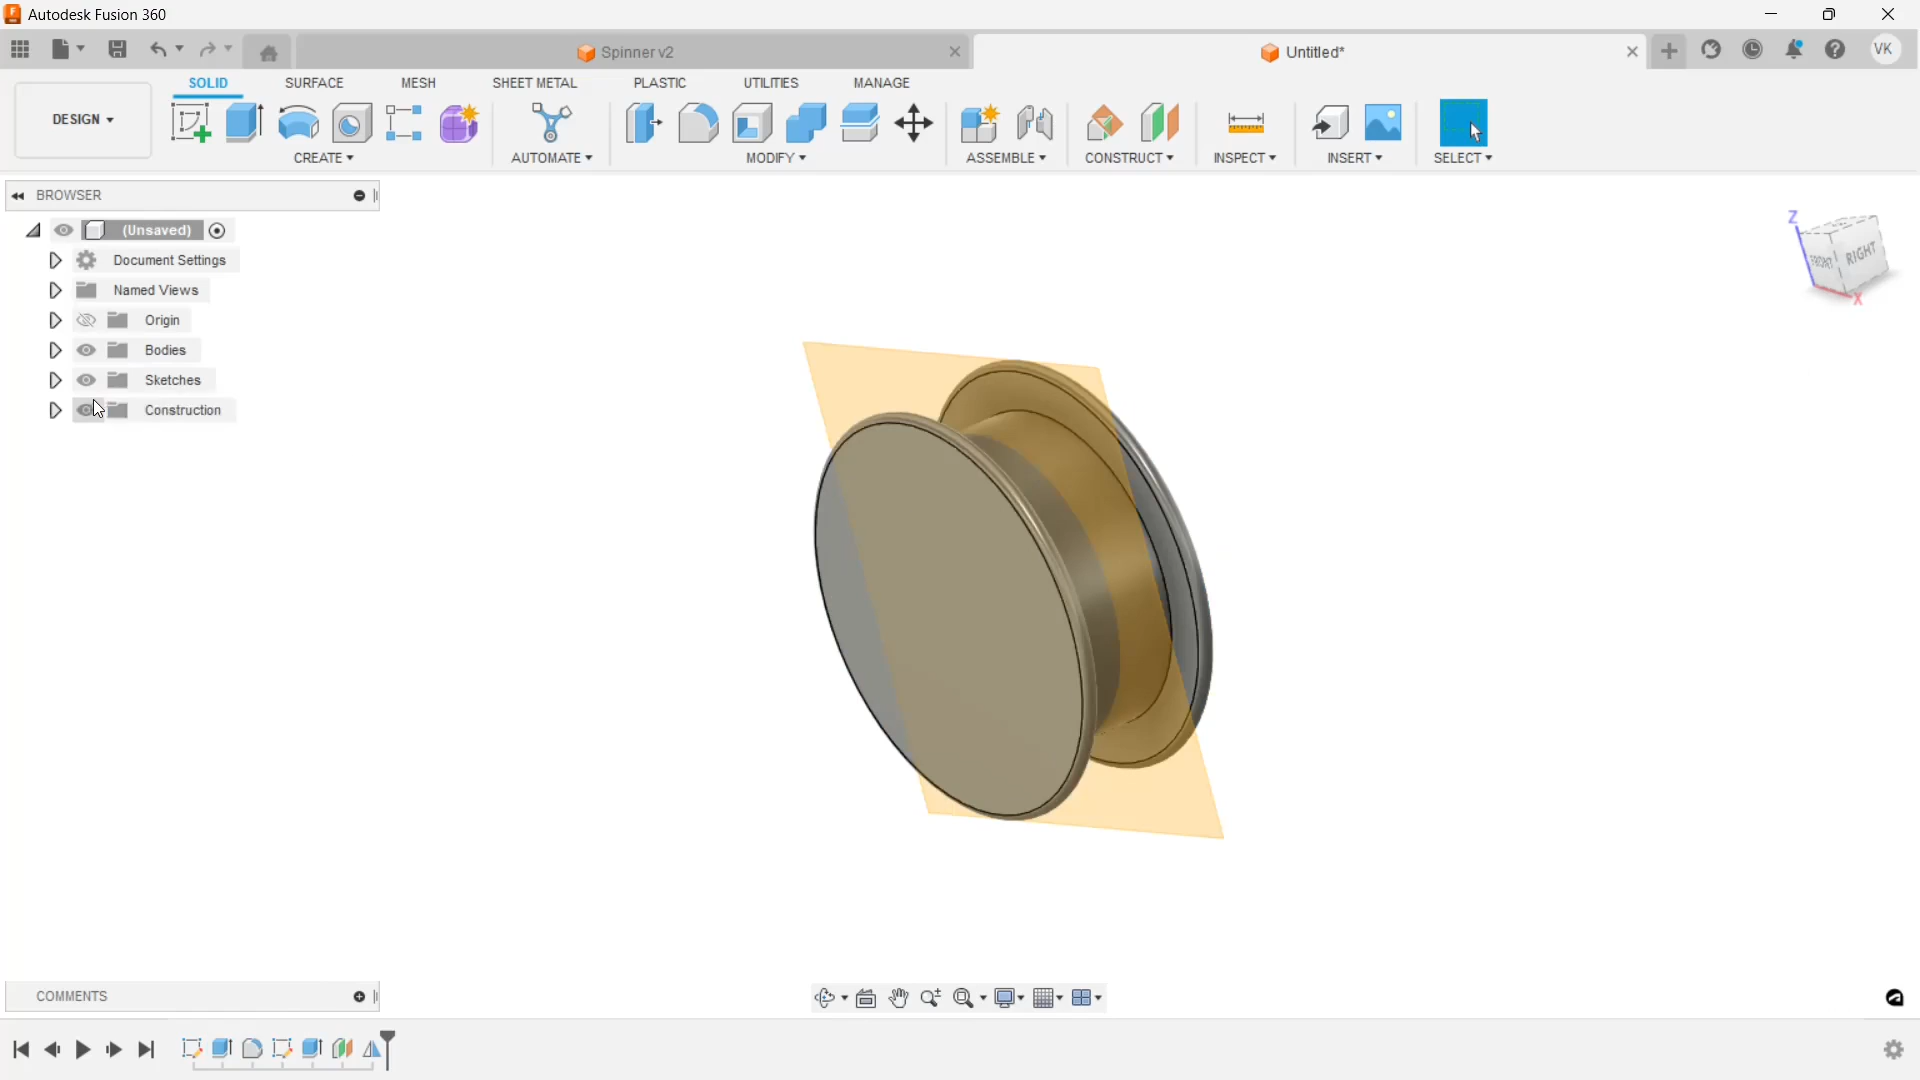 Autodesk Fusion 360
Spinner v2
Untitled*
VK
DESIGN
SOLID
SURFACE
MESH
SHEET METAL
PLASTIC
UTILITIES
MANAGE
CREATE
AUTOMATE
MODIFY
ASSEMBLE
CONSTRUCT
INSPECT
INSERT
SELECT
BROWSER
(Unsaved)
Document Settings
Named Views
Origin
Bodies
Sketches
Construction
Z
FRONT
RIGHT
X
COMMENTS